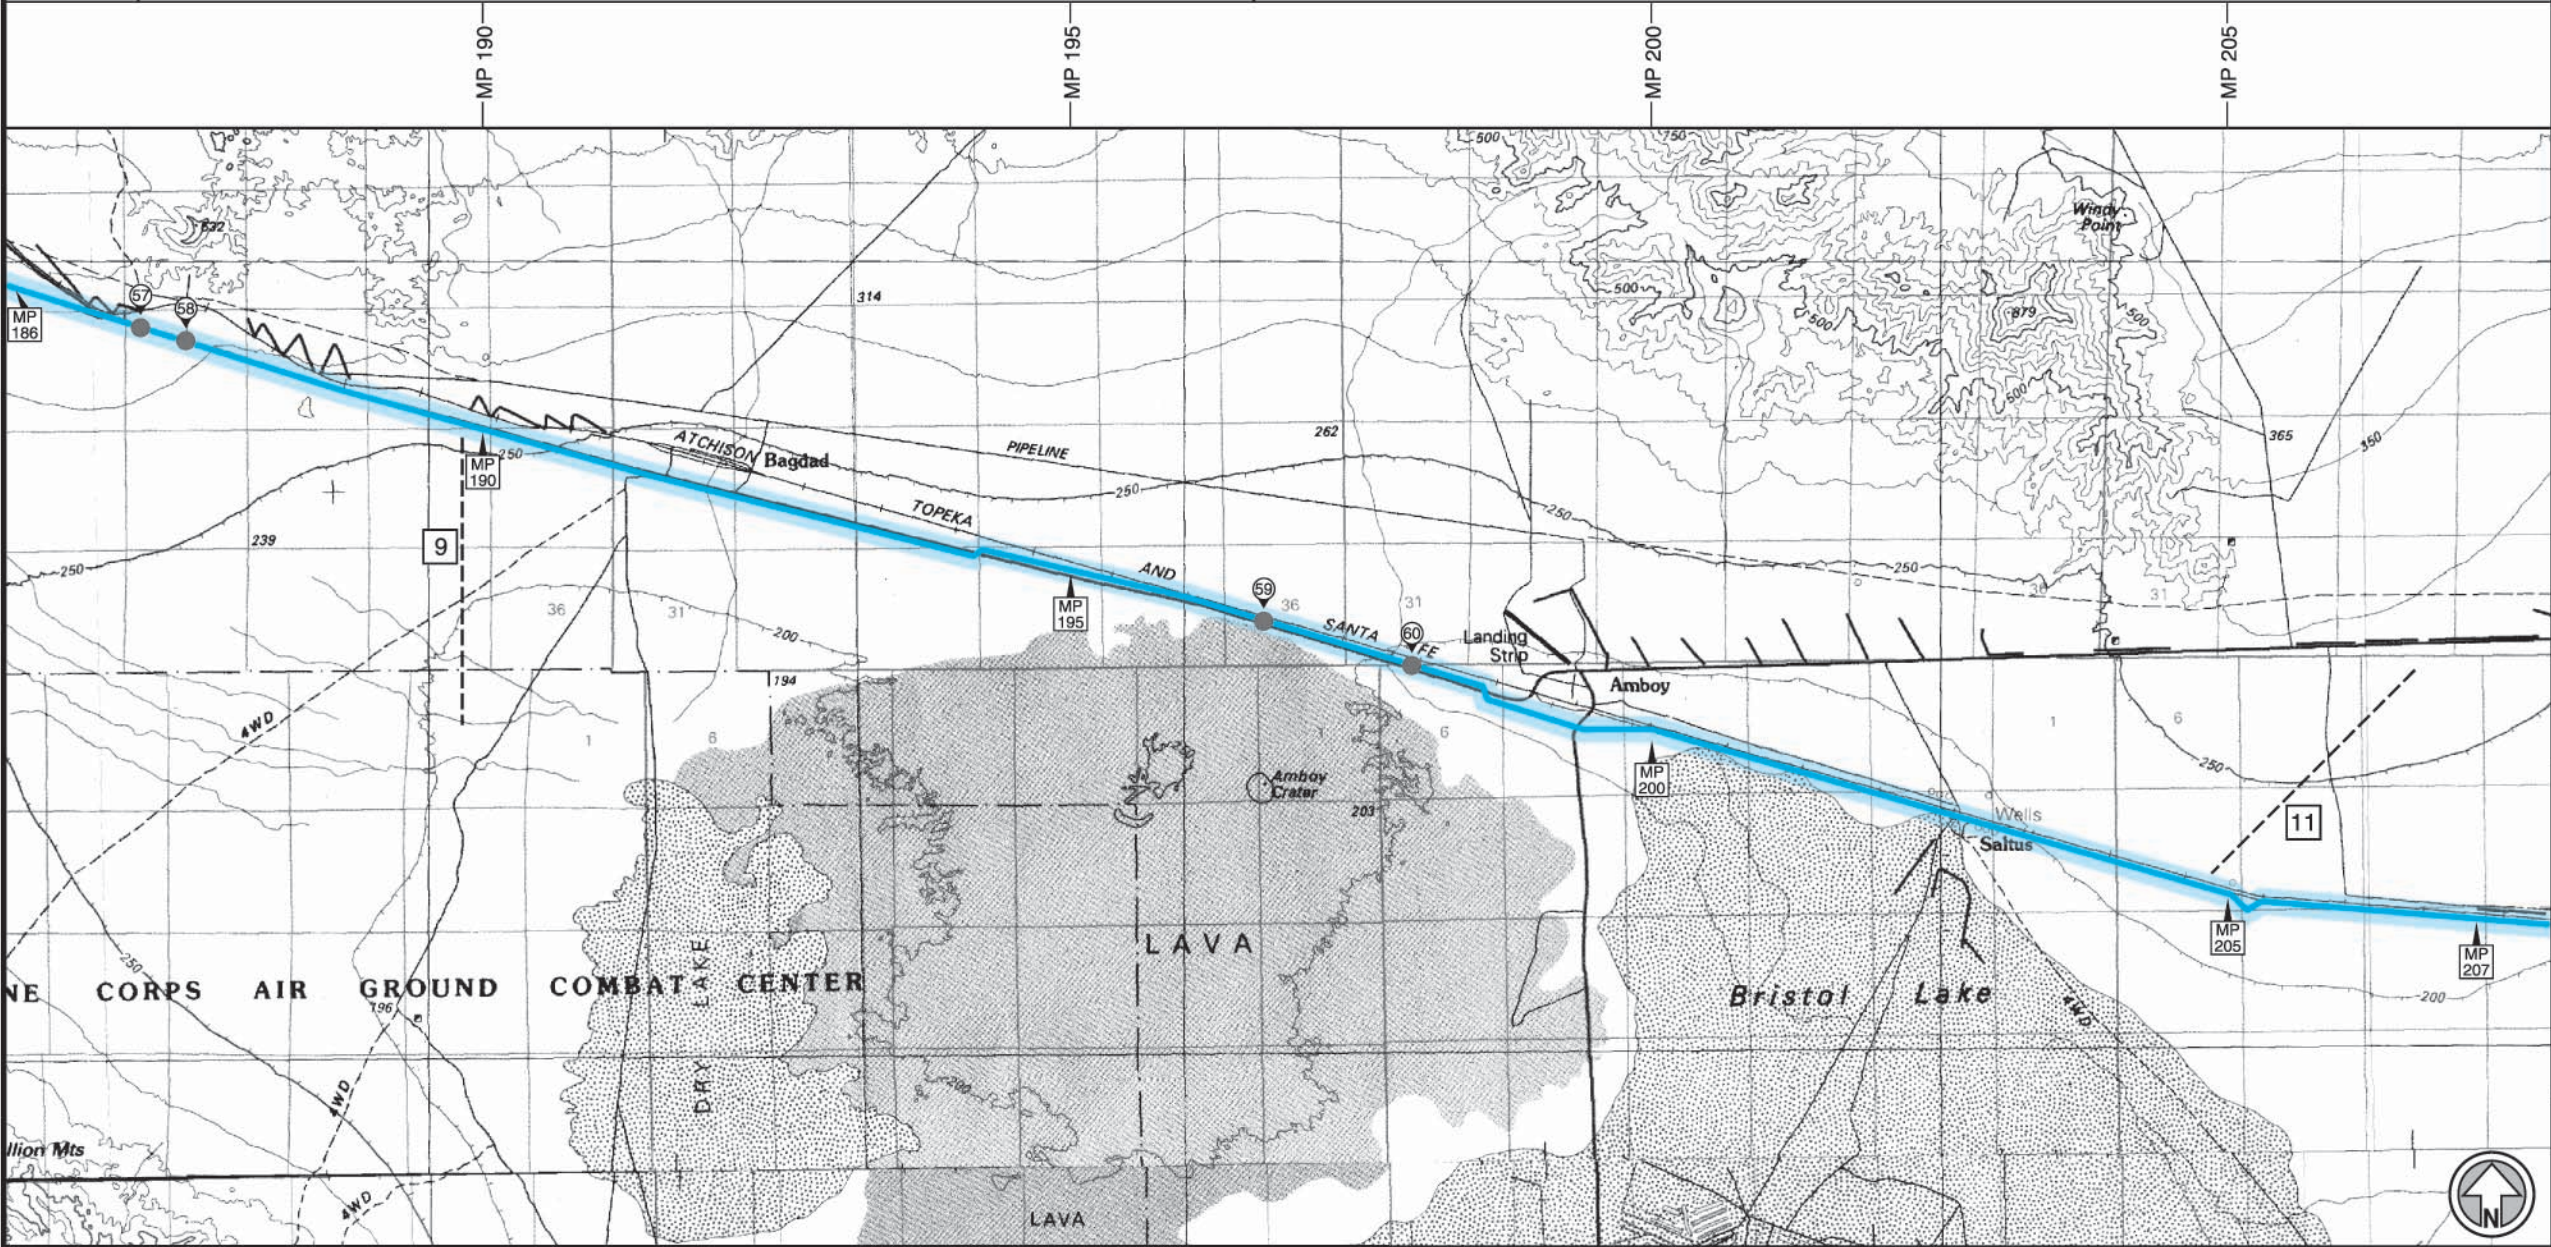 MP 190
MP 195
MP 200
MP 205
500
750
Windy
Point
632
57
58
314
500
879
500
500
MP
186
500
ATCHISON
Bagdad
PIPELINE
262
365
350
250
MP
190
250
TOPEKA
250
239
9
250
AND
59
36
31
250
36
31
36
31
MP
195
200
SANTA
FE
60
Landing
Strip
194
Amboy
4WD
1
6
1
6
1
6
250
MP
200
Amboy
Crater
203
Wells
Saltus
11
MP
205
MP
207
LAVA
250
NE CORPS AIR GROUND COMBAT CENTER
DRY LAKE
Bristol Lake
200
196
4WD
4WD
200
llion Mts
4WD
LAVA
N